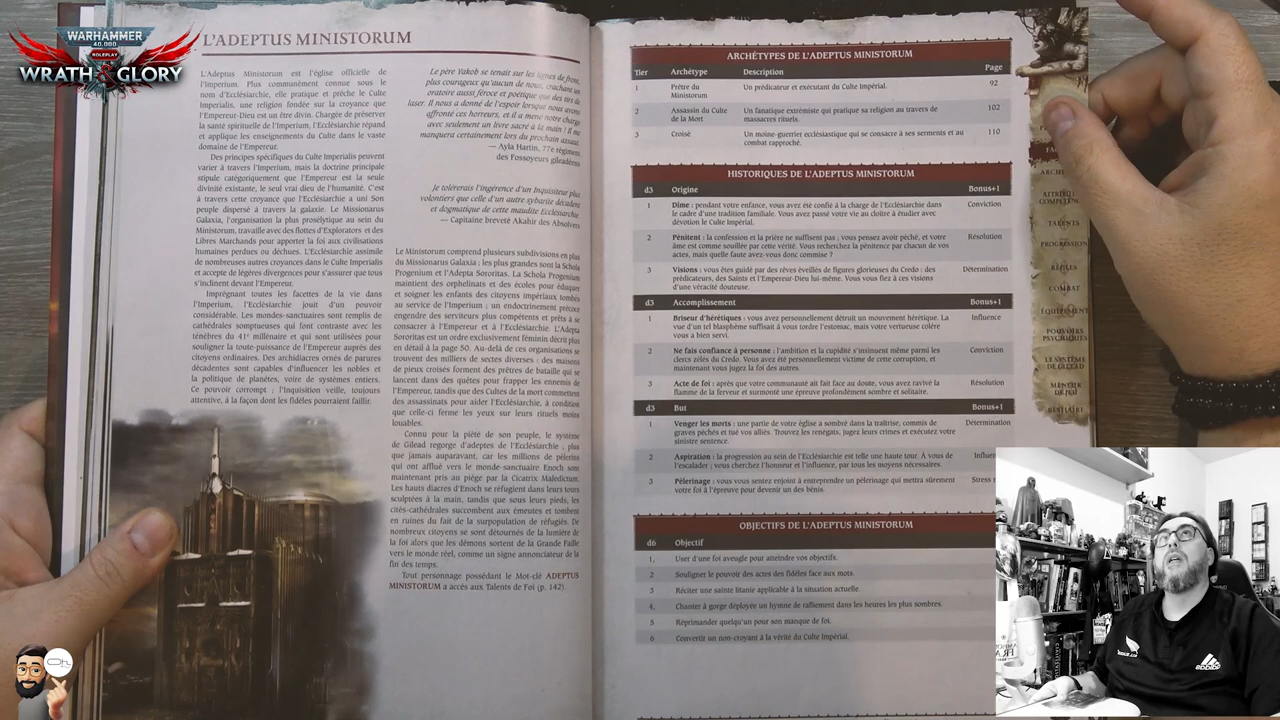 WARHAMMER
40,000
ROLEPLAY
WRATH & GLORY
L'ADEPTUS MINISTORUM
L'Adeptus Ministorum est l'église officielle de
l'Imperium. Plus communément connue sous le
nom d'Ecclésiarchie, elle pratique et prêche le Culte
Imperialis, une religion fondée sur la croyance que
l'Empereur-Dieu est un être divin. Chargée de préserver
la santé spirituelle de l'Imperium, l'Ecclésiarchie répand
et applique les enseignements du Culte dans le vaste
domaine de l'Empereur.
Des principes spécifiques du Culte Imperialis peuvent
varier à travers l'Imperium, mais la doctrine principale
stipule catégoriquement que l'Empereur est la seule
divinité existante, le seul vrai dieu de l'humanité. C'est
à travers cette croyance que l'Ecclésiarchie a uni Son
peuple dispersé à travers la galaxie. Le Missionarus
Galaxia, l'organisation la plus prosélytique au sein du
Ministorum, travaille avec des flottes d'Explorators et des
Libres Marchands pour apporter la foi aux civilisations
humaines perdues ou déchues. L'Ecclésiarchie assimile
de nombreuses autres croyances dans le Culte Imperialis
et accepte de légères divergences pour s'assurer que tous
s'inclinent devant l'Empereur.
Imprégnant toutes les facettes de la vie dans
l'Imperium, l'Ecclésiarchie jouit d'un pouvoir
considérable. Les mondes-sanctuaires sont remplis de
cathédrales somptueuses qui font contraste avec les
ténèbres du 41e millénaire et qui sont utilisées pour
souligner la toute-puissance de l'Empereur auprès des
citoyens ordinaires. Des archidiacres ornés de parures
décadentes sont capables d'influencer les nobles et
la politique de planètes, voire de systèmes entiers.
Ce pouvoir corrompt ; l'Inquisition veille, toujours
attentive, à la façon dont les fidèles pourraient faillir.
Le père Yakob se tenait sur les lignes de front,
plus courageux qu'aucun de nous, crachant un
oratoire aussi féroce et poétique que des tirs de
laser. Il nous a donné de l'espoir lorsque nous avons
affronté ces horreurs, et il a mené notre charge
avec seulement un livre sacré à la main ! Il me
manquera certainement lors du prochain assaut.
— Ayla Hartin, 77e régiment
des Fossoyeurs giléadéens
Je tolérerais l'ingérence d'un Inquisiteur plus
volontiers que celle d'un autre sybarite décadent
et dogmatique de cette maudite Ecclésiarchie.
— Capitaine breveté Akahir des Absolvers
Le Ministorum comprend plusieurs subdivisions en plus
du Missionarus Galaxia ; les plus grandes sont la Schola
Progenium et l'Adepta Sororitas. La Schola Progenium
maintient des orphelinats et des écoles pour éduquer
et soigner les enfants des citoyens impériaux tombés
au service de l'Imperium ; un endoctrinement précoce
engendre des serviteurs plus compétents et prêts à se
consacrer à l'Empereur et à l'Ecclésiarchie. L'Adepta
Sororitas est un ordre exclusivement féminin décrit plus
en détail à la page 50. Au-delà de ces organisations se
trouvent des milliers de sectes diverses : des maisons
de pieux croisés forment des prêtres de bataille qui se
lancent dans des quêtes pour frapper les ennemis de
l'Empereur, tandis que des Cultes de la mort commettent
des assassinats pour aider l'Ecclésiarchie, à condition
que celle-ci ferme les yeux sur leurs rituels moins
louables.
Connu pour la piété de son peuple, le système
de Gilead regorge d'adeptes de l'Ecclésiarchie ; plus
que jamais auparavant, car les millions de pèlerins
qui ont afflué vers le monde-sanctuaire Enoch sont
maintenant pris au piège par la Cicatrix Maledictum.
Les hauts diacres d'Enoch se réfugient dans leurs tours
sculptées à la main, tandis que sous leurs pieds, les
cités-cathédrales succombent aux émeutes et tombent
en ruines du fait de la surpopulation de réfugiés. De
nombreux citoyens se sont détournés de la lumière de
la foi alors que les démons sortent de la Grande Faille
vers le monde réel, comme un signe annonciateur de la
fin des temps.
Tout personnage possédant le Mot-clé ADEPTUS
MINISTORUM a accès aux Talents de Foi (p. 142).
ARCHÉTYPES DE L'ADEPTUS MINISTORUM
Tier Archétype Description Page
1 Prêtre du Ministorum Un prédicateur et exécutant du Culte Impérial. 92
2 Assassin du Culte de la Mort Un fanatique extrémiste qui pratique sa religion au travers de
massacres rituels. 102
3 Croisé Un moine-guerrier ecclésiastique qui se consacre à ses serments et au
combat rapproché. 110
HISTORIQUES DE L'ADEPTUS MINISTORUM
d3 Origine Bonus+1
1 Dîme : pendant votre enfance, vous avez été confié à la charge de l'Ecclésiarchie dans
le cadre d'une tradition familiale. Vous avez passé votre vie au cloître à étudier avec
dévotion le Culte Impérial. Conviction
2 Pénitent : la confession et la prière ne suffisent pas ; vous pensez avoir péché, et votre
âme est comme souillée par cette vérité. Vous recherchez la pénitence par chacun de vos
actes, mais quelle faute avez-vous donc commise ? Résolution
3 Visions : vous êtes guidé par des rêves éveillés de figures glorieuses du Credo : des
prédicateurs, des Saints et l'Empereur-Dieu lui-même. Vous vous fiez à ces visions
d'une véracité douteuse. Détermination
d3 Accomplissement Bonus+1
1 Briseur d'hérétiques : vous avez personnellement détruit un mouvement hérétique. La
vue d'un tel blasphème suffisait à vous tordre l'estomac, mais votre vertueuse colère
vous a bien servi. Influence
2 Ne fais confiance à personne : l'ambition et la cupidité s'insinuent même parmi les
clercs zélés du Credo. Vous avez été personnellement victime de cette corruption, et
maintenant vous jugez la foi des autres. Conviction
3 Acte de foi : après que votre communauté ait fait face au doute, vous avez ravivé la
flamme de la ferveur et surmonté une épreuve profondément sombre et solitaire. Résolution
d3 But Bonus+1
1 Venger les morts : une partie de votre église a sombré dans la traîtrise, commis de
graves péchés et tué vos alliés. Trouvez les renégats, jugez leurs crimes et exécutez votre
sinistre sentence. Détermination
2 Aspiration : la progression au sein de l'Ecclésiarchie est telle une haute tour. À vous de
l'escalader ; vous cherchez l'honneur et l'influence, par tous les moyens nécessaires. Influen
3 Pèlerinage : vous vous sentez enjoint à entreprendre un pèlerinage qui mettra sûrement
votre foi à l'épreuve pour devenir un des bénis. Stress
OBJECTIFS DE L'ADEPTUS MINISTORUM
d6 Objectif
1, User d'une foi aveugle pour atteindre vos objectifs.
2 Souligner le pouvoir des actes des fidèles face aux mots.
3 Réciter une sainte litanie applicable à la situation actuelle.
4, Chanter à gorge déployée un hymne de ralliement dans les heures les plus sombres.
5 Réprimander quelqu'un pour son manque de foi.
6 Convertir un non-croyant à la vérité du Culte Impérial.
TALENTS
PROGRESSION
RÈGLES
COMBAT
ÉQUIPEMENT
POUVOIRS
PSYCHIQUES
LE SYSTÈME
DE GILEAD
MENEUR
DE JEU
BESTIAIRE
adidas